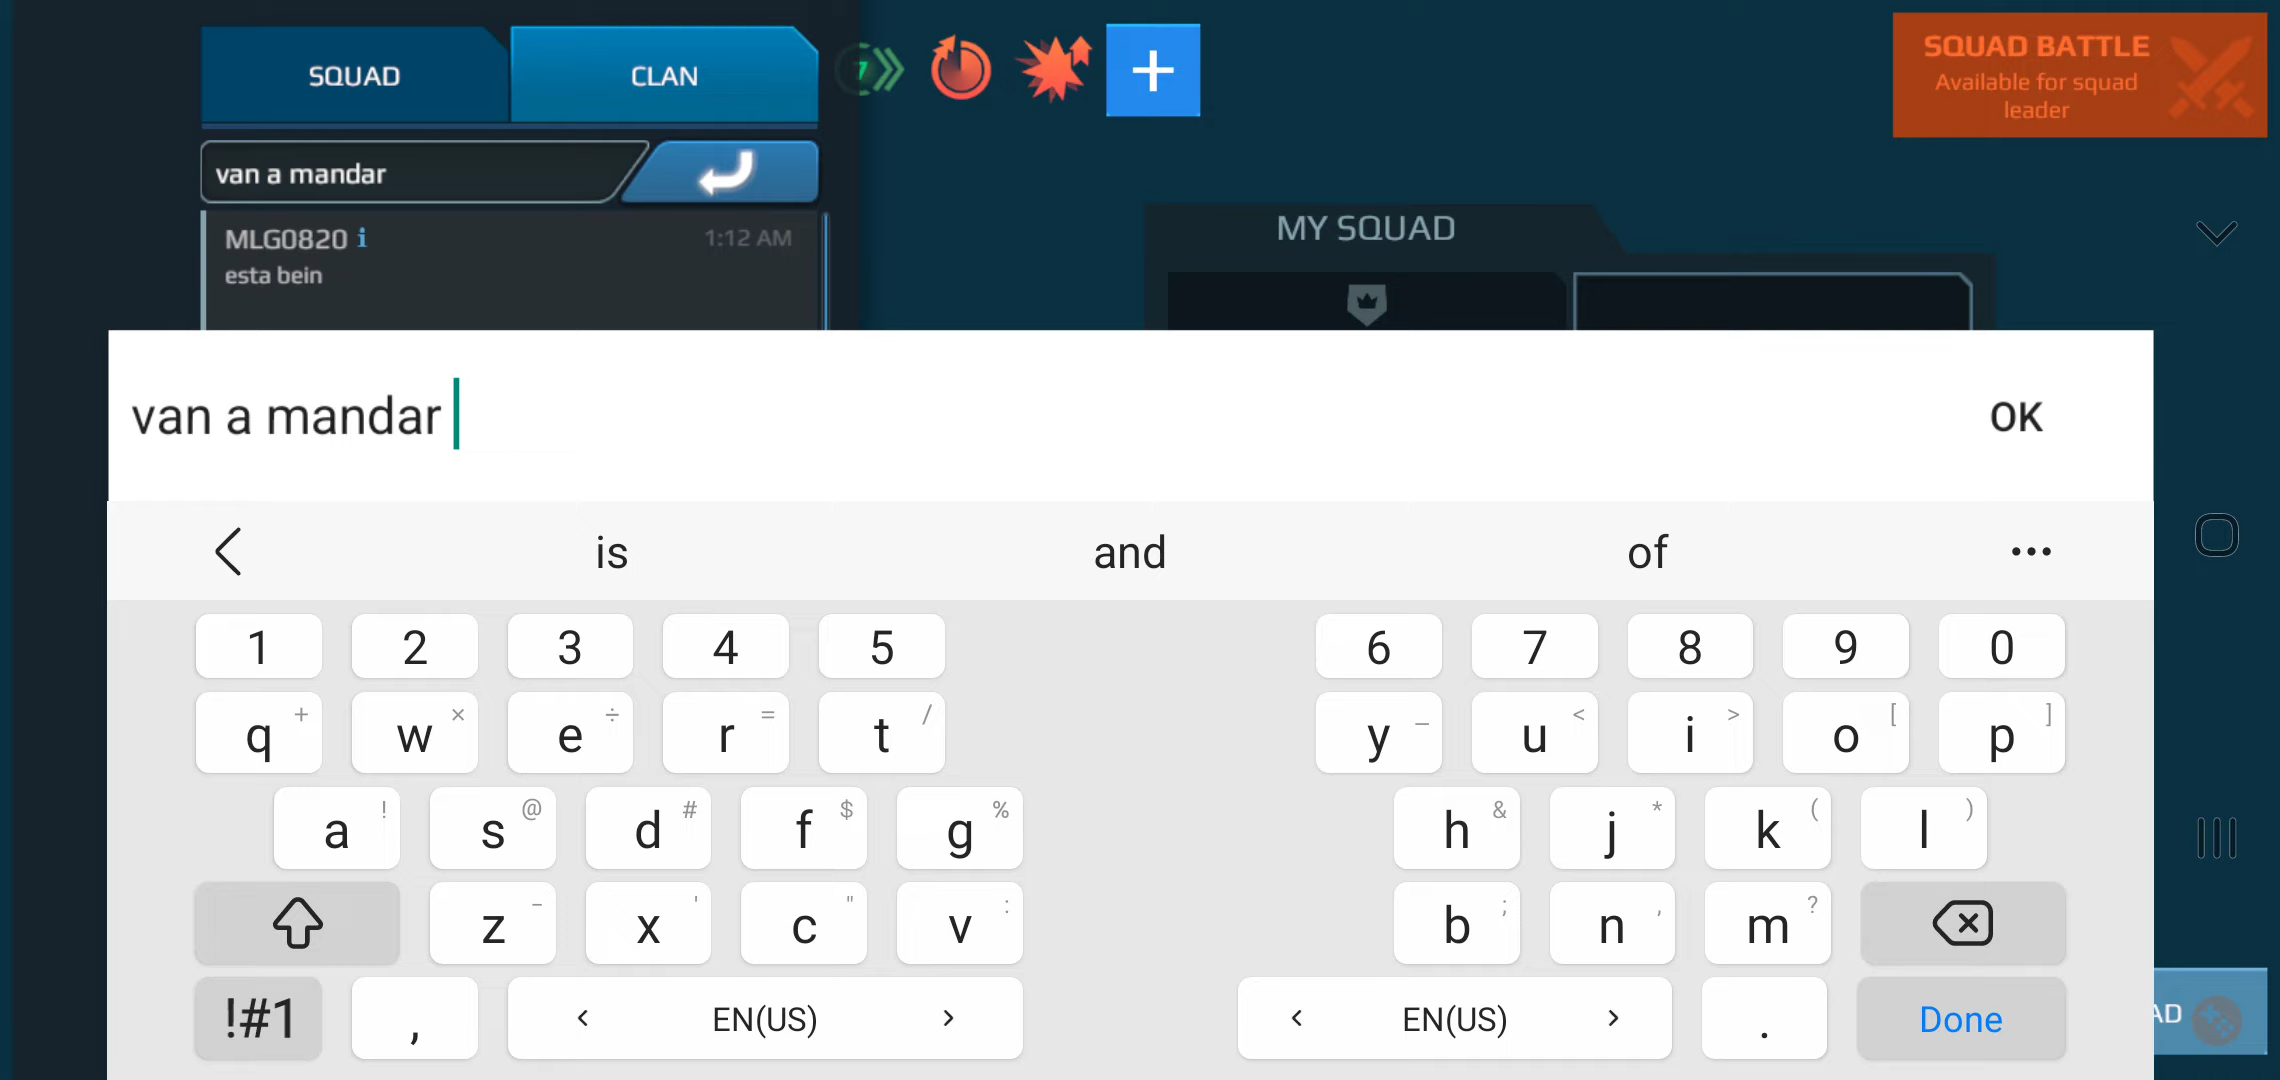 SQUAD
CLAN
7
SQUAD BATTLE
Available for squad
leader
van a mandar
MLG0820 i
1:12 AM
esta bein
MY SQUAD
van a mandar
OK
is and of ...
1 2 3 4 5 6 7 8 9 0
q + w × e ÷ r = t / y _ u < i > o [ p ]
a ! s @ d # f $ g % h & j * k ( l )
z - x ' c " v : b ; n , m ?
!#1 , < EN(US) > < EN(US) > . Done
AD